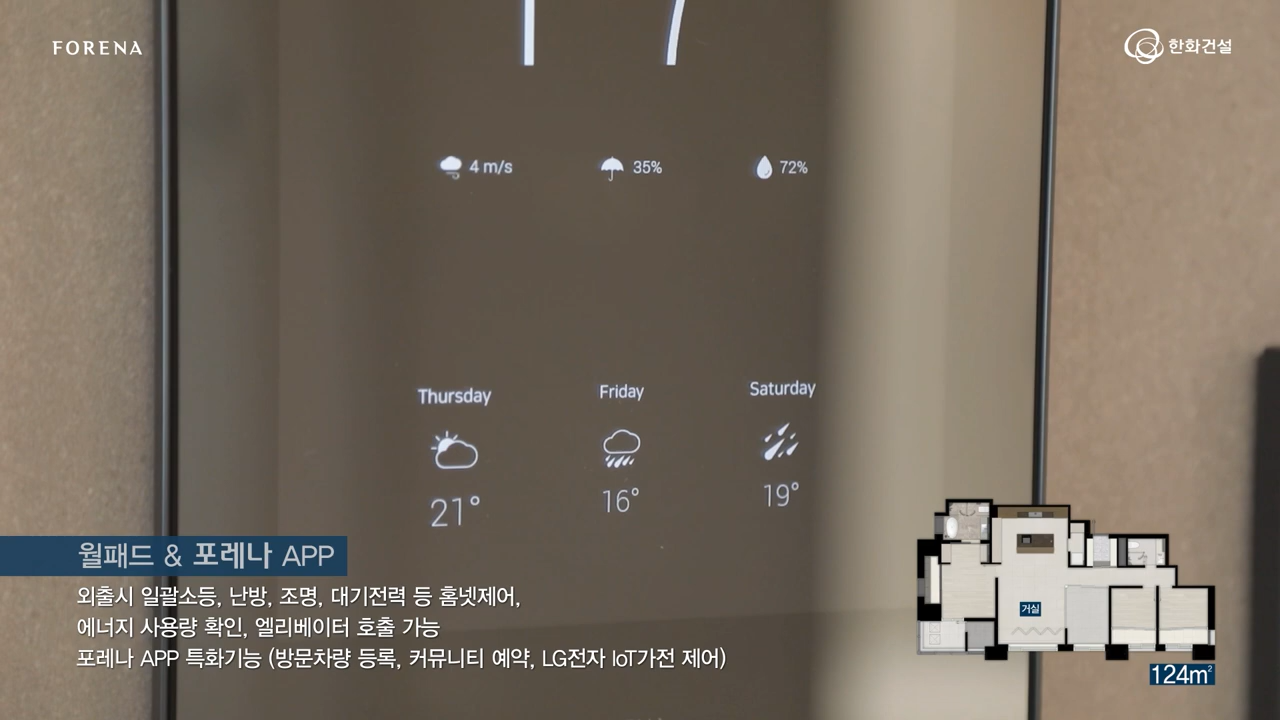 FORENA
한화건설
17
4 m/s 35% 72%
Thursday Friday Saturday
21° 16° 19°
월패드 & 포레나 APP
외출시 일괄소등, 난방, 조명, 대기전력 등 홈넷제어,
에너지 사용량 확인, 엘리베이터 호출 가능
포레나 APP 특화기능 (방문차량 등록, 커뮤니티 예약, LG전자 IoT가전 제어)
거실
124m²